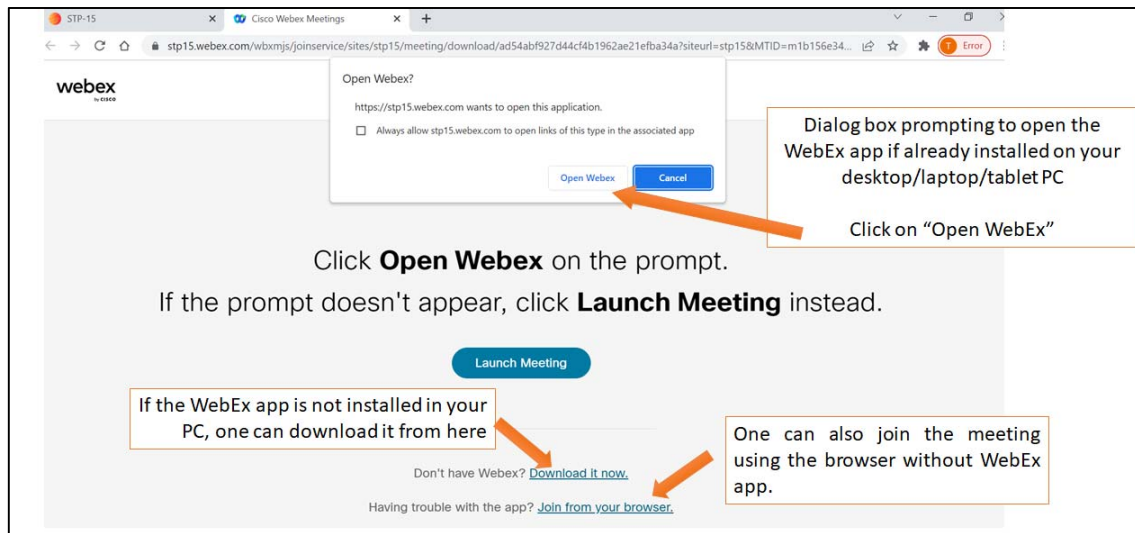 STP-15
Cisco Webex Meetings
stp15.webex.com/wbxmjs/joinservice/sites/stp15/meeting/download/ad54abf927d44cf4b1962ae21efba34a?siteurl=stp15&MTID=m1b156e34...
T Error
webex
by CISCO
Open Webex?
https://stp15.webex.com wants to open this application.
Always allow stp15.webex.com to open links of this type in the associated app
Open Webex
Cancel
Dialog box prompting to open the
WebEx app if already installed on your
desktop/laptop/tablet PC
Click on “Open WebEx”
Click Open Webex on the prompt.
If the prompt doesn't appear, click Launch Meeting instead.
Launch Meeting
If the WebEx app is not installed in your
PC, one can download it from here
One can also join the meeting
using the browser without WebEx
app.
Don't have Webex? Download it now.
Having trouble with the app? Join from your browser.